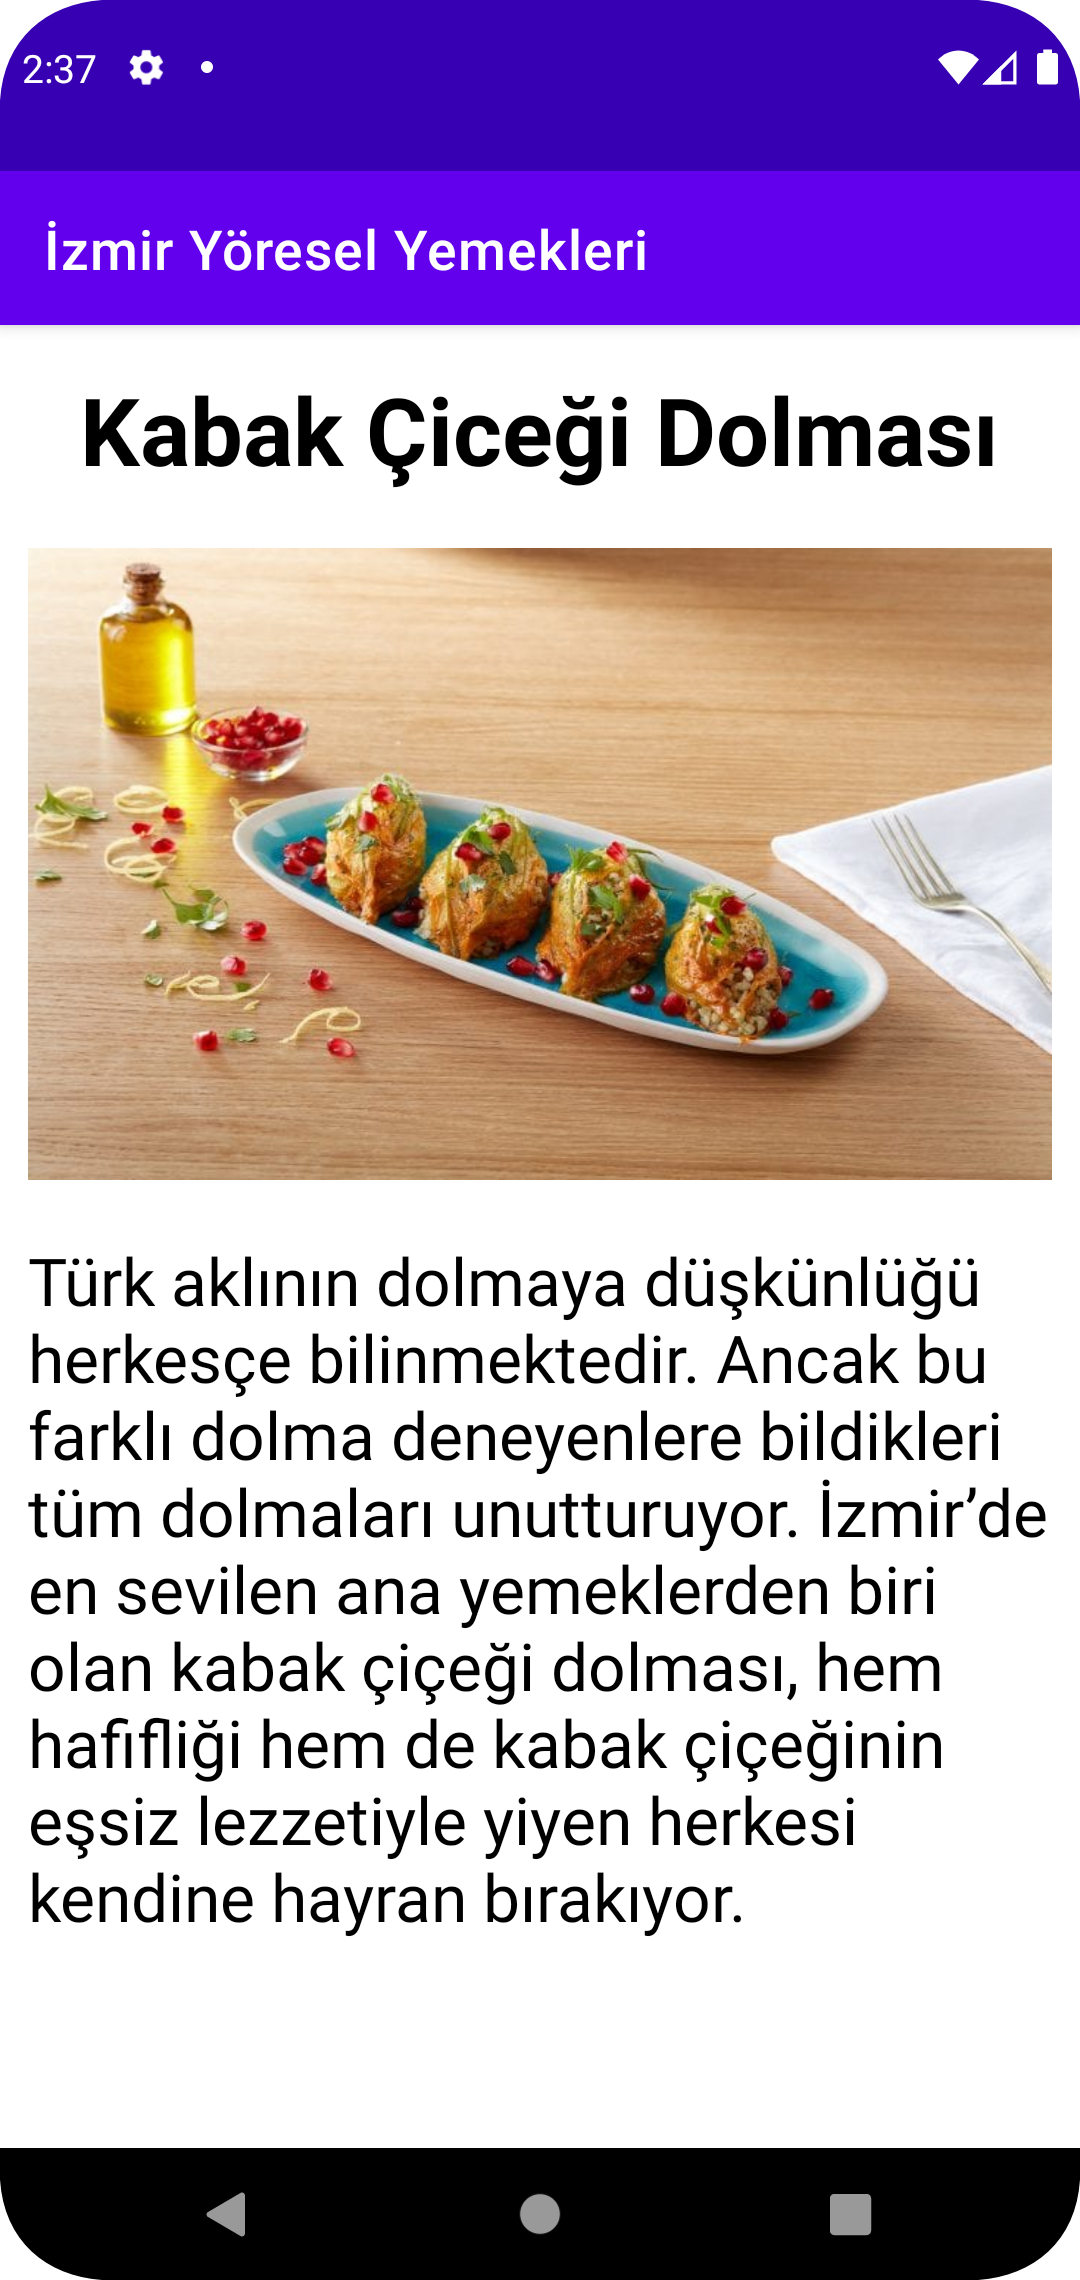 2:37
İzmir Yöresel Yemekleri
Kabak Çiceği Dolması
Türk aklının dolmaya düşkünlüğü
herkesçe bilinmektedir. Ancak bu
farklı dolma deneyenlere bildikleri
tüm dolmaları unutturuyor. İzmir’de
en sevilen ana yemeklerden biri
olan kabak çiçeği dolması, hem
hafifliği hem de kabak çiçeğinin
eşsiz lezzetiyle yiyen herkesi
kendine hayran bırakıyor.